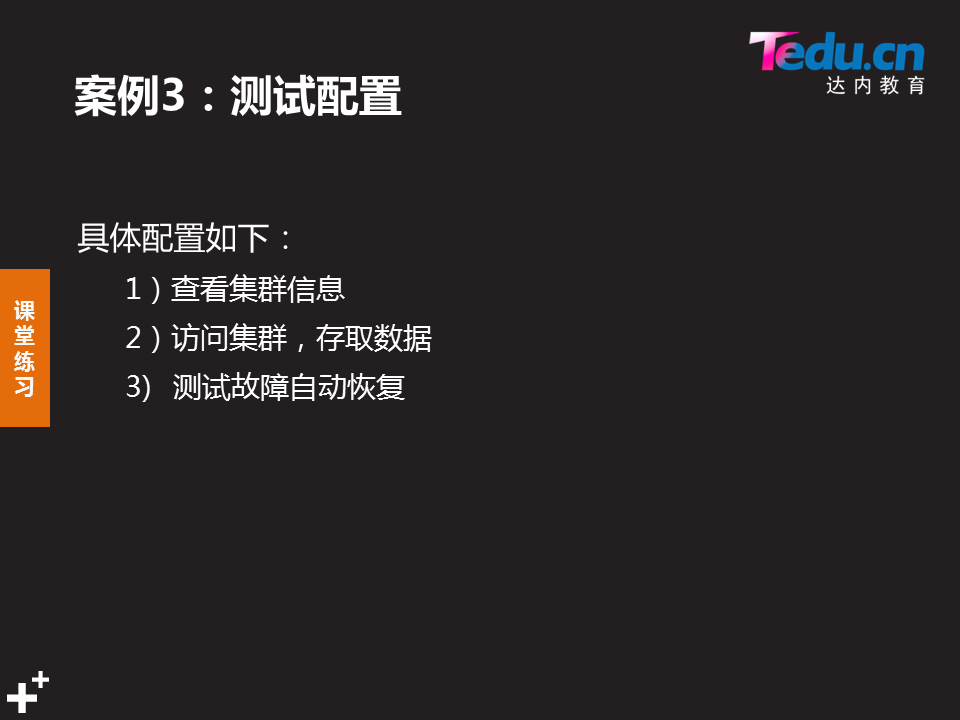 Tedu.cn
达内教育
案例3：测试配置
具体配置如下：
1）查看集群信息
2）访问集群，存取数据
3) 测试故障自动恢复
课
堂
练
习